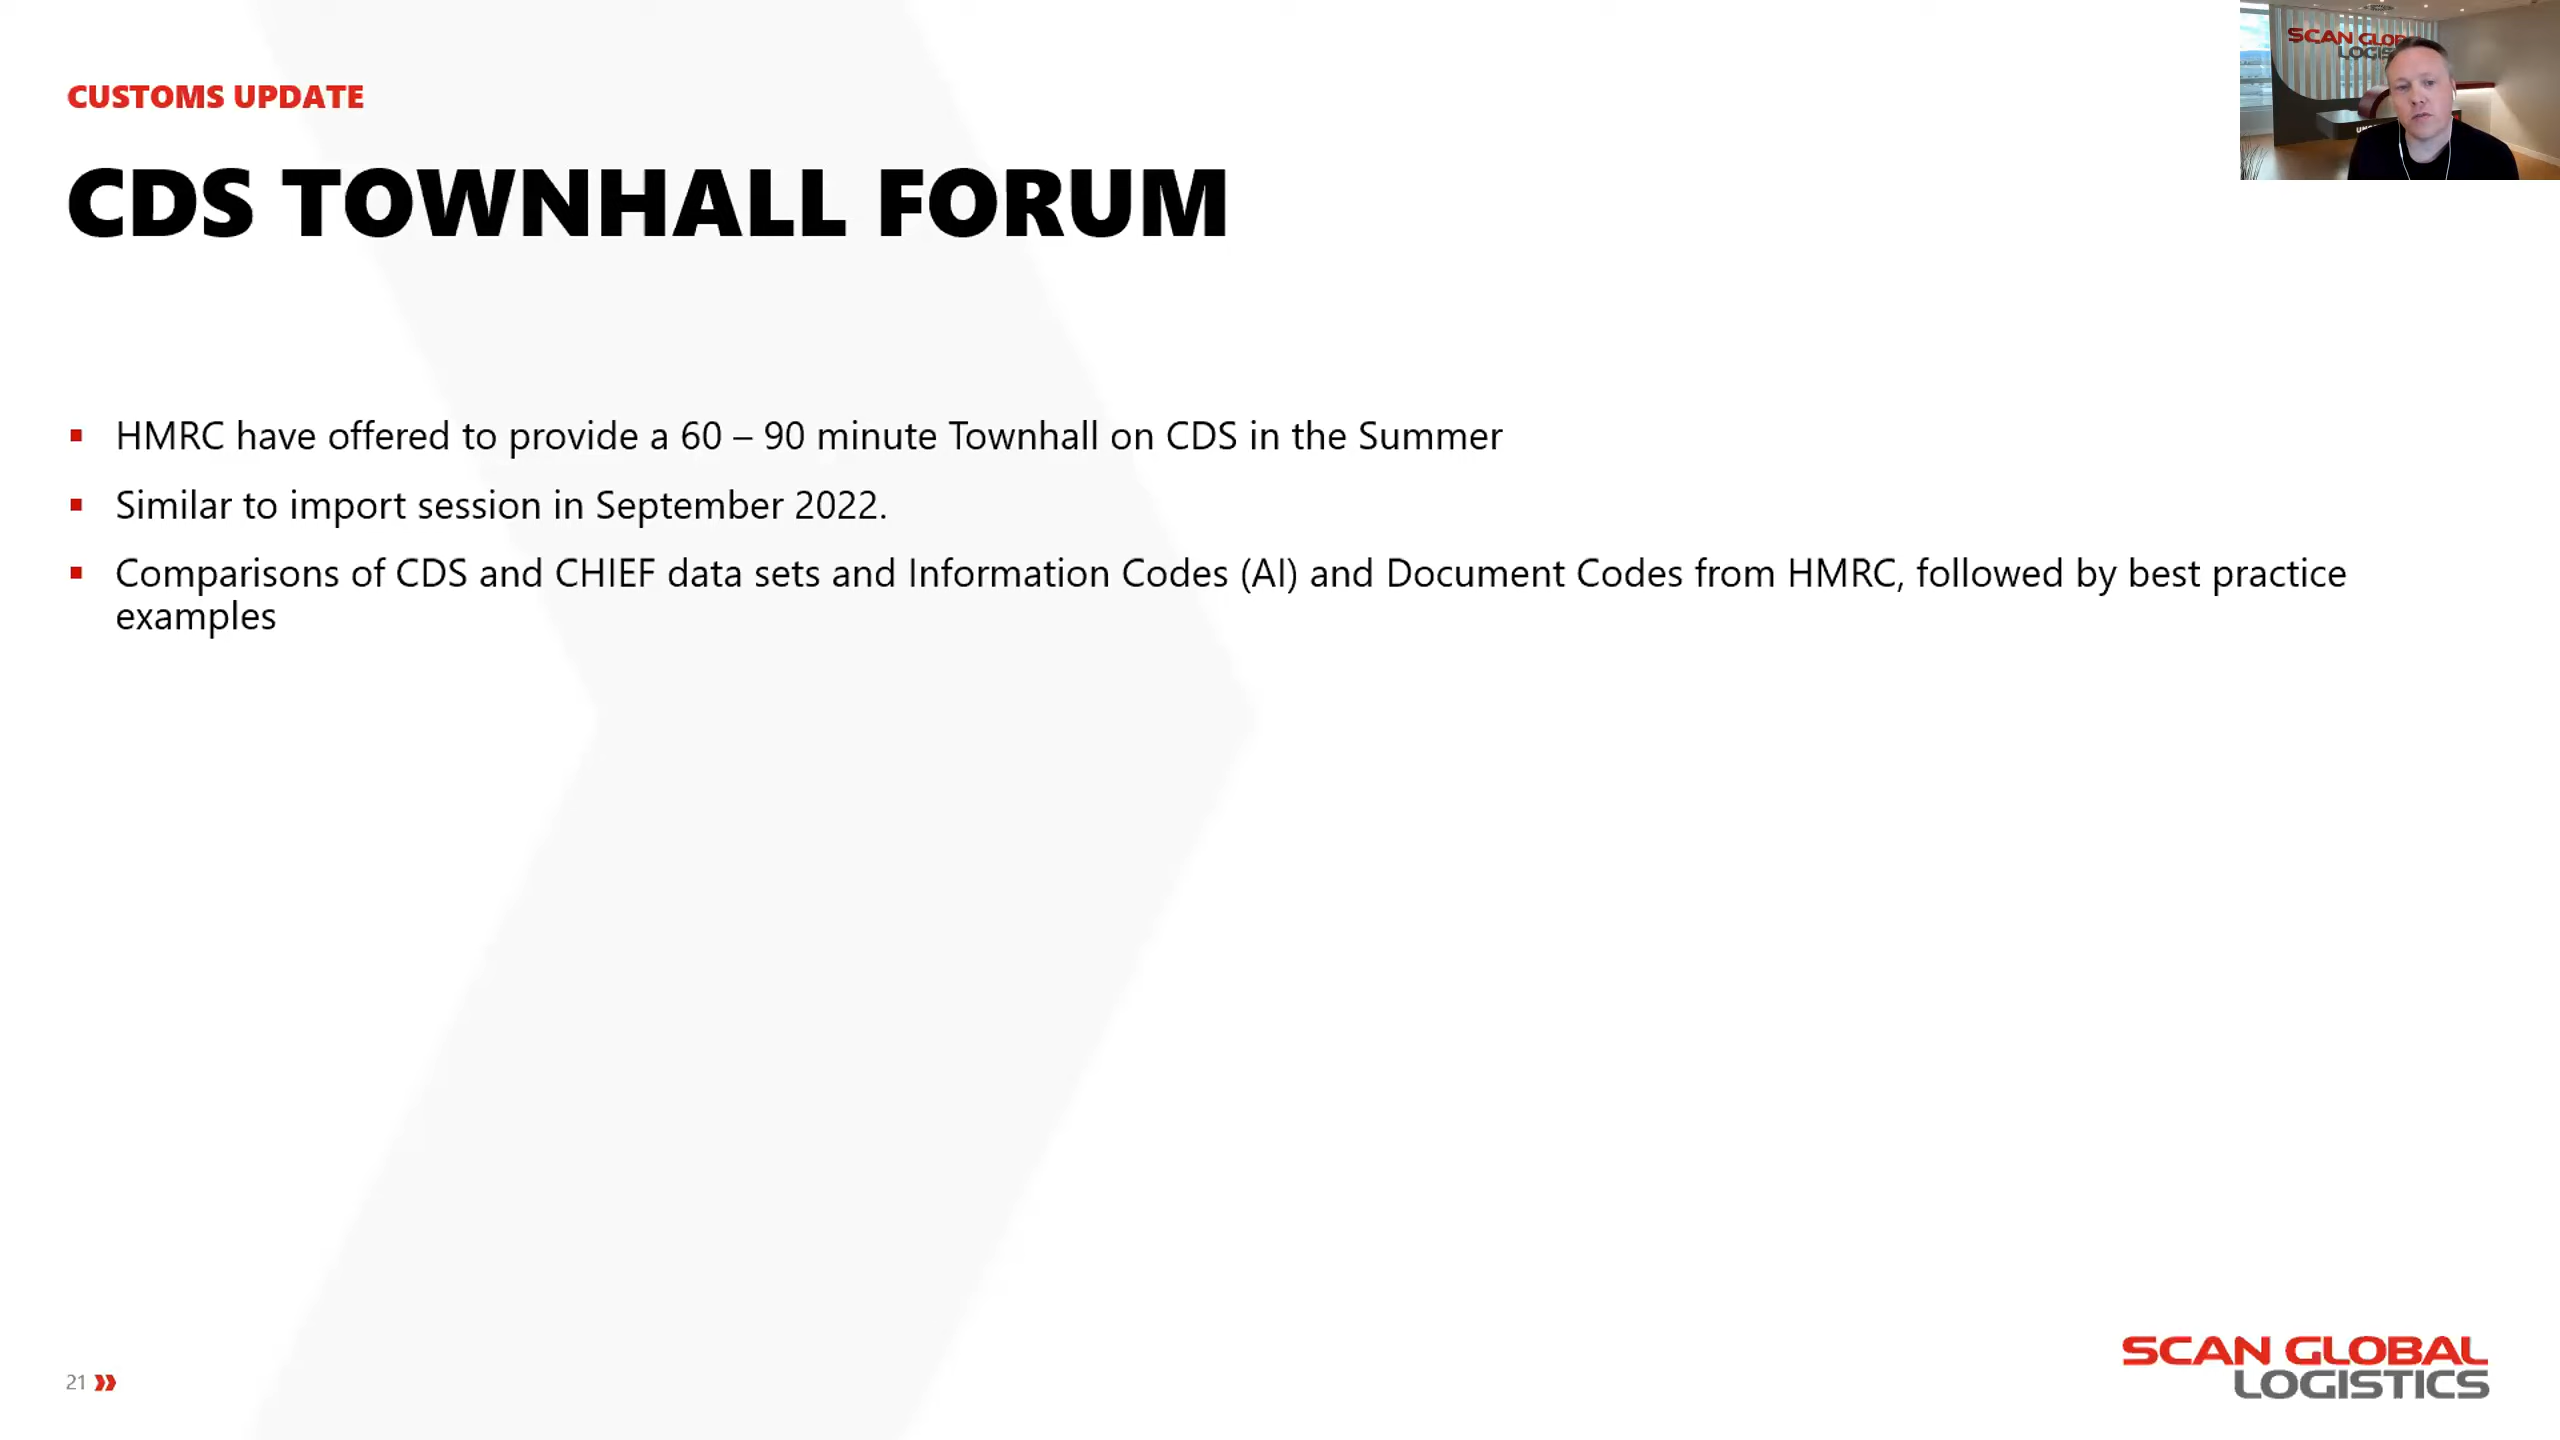 CUSTOMS UPDATE
CDS TOWNHALL FORUM
▪ HMRC have offered to provide a 60 – 90 minute Townhall on CDS in the Summer
▪ Similar to import session in September 2022.
▪ Comparisons of CDS and CHIEF data sets and Information Codes (AI) and Document Codes from HMRC, followed by best practice
examples
SCAN GLOBAL
LOGISTICS
21